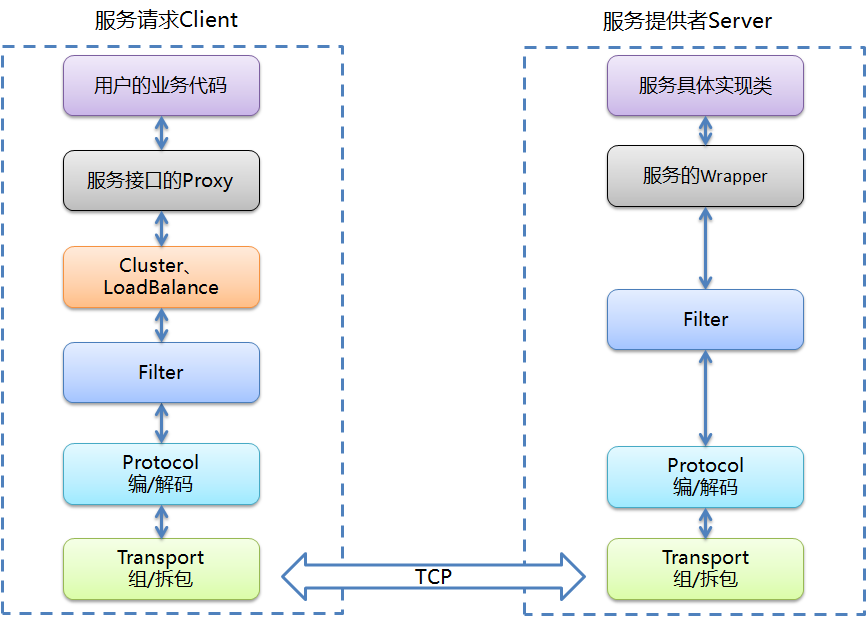 服务请求Client
用户的业务代码
服务接口的Proxy
Cluster、
LoadBalance
Filter
Protocol
编/解码
Transport
组/拆包
TCP
服务提供者Server
服务具体实现类
服务的Wrapper
Filter
Protocol
编/解码
Transport
组/拆包